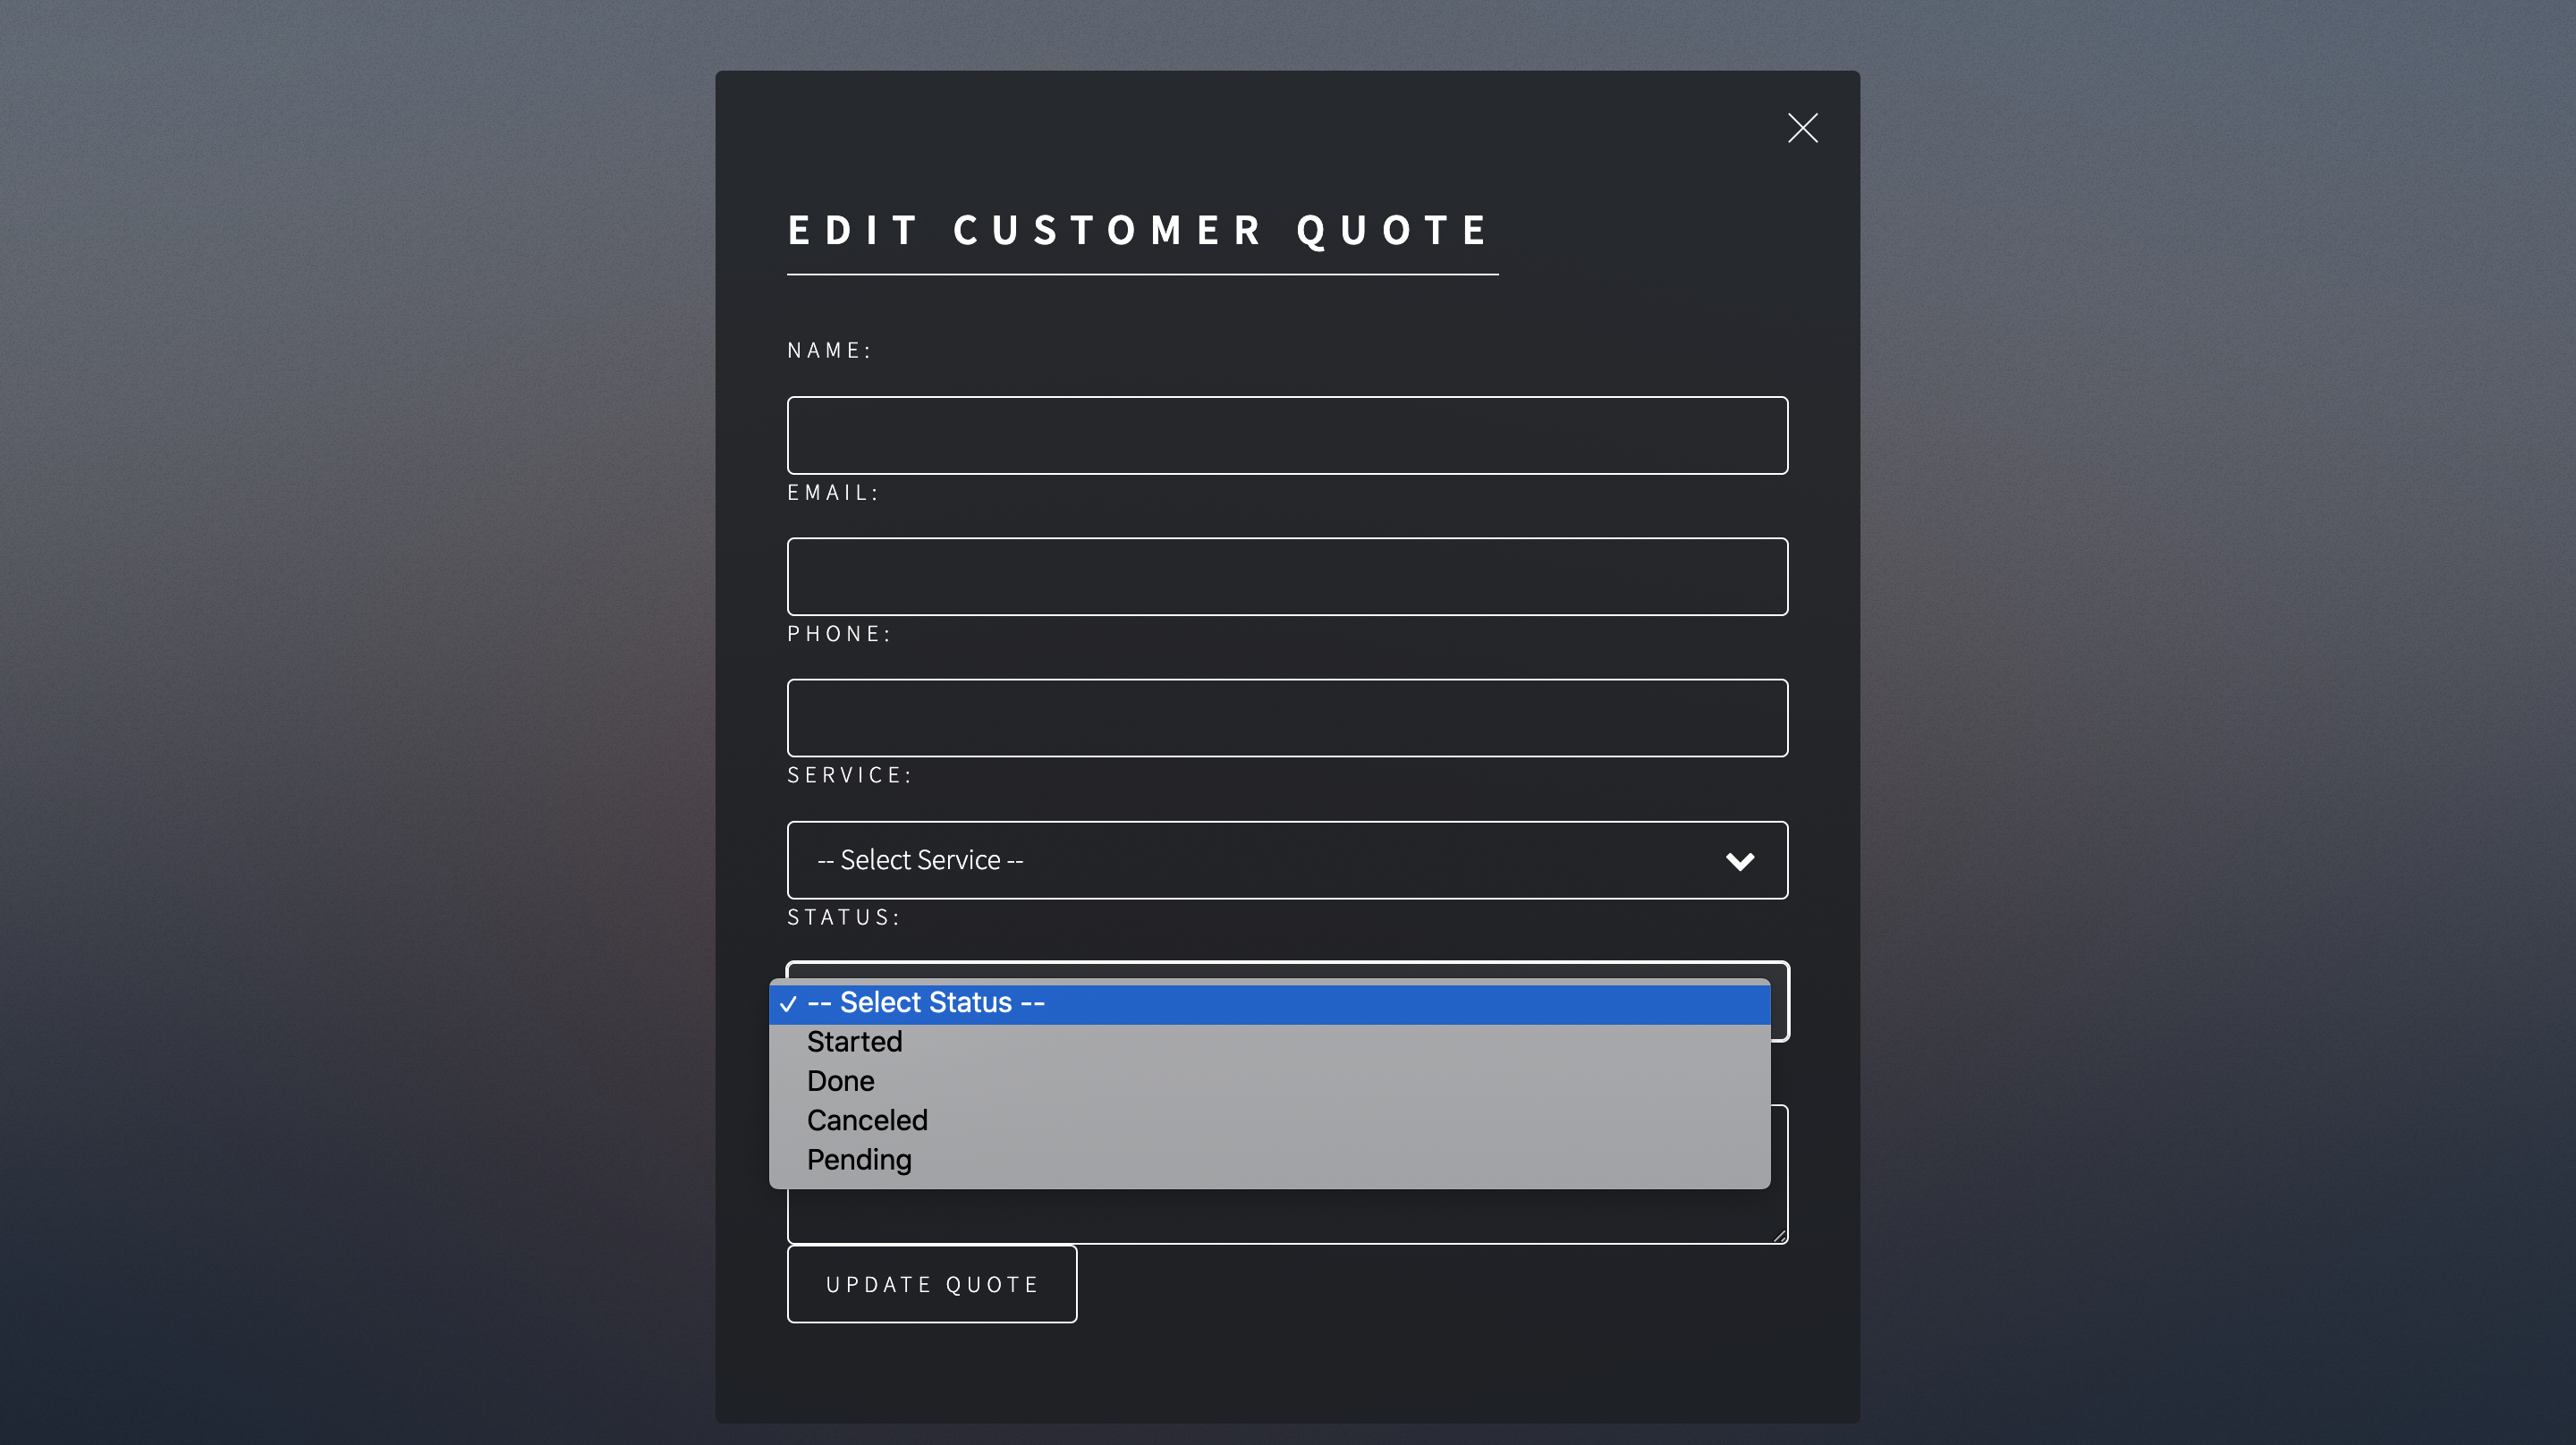 EDIT CUSTOMER QUOTE
NAME:
EMAIL:
PHONE:
SERVICE:
-- Select Service --
STATUS:
✓ -- Select Status --
Started
Done
Canceled
Pending
UPDATE QUOTE